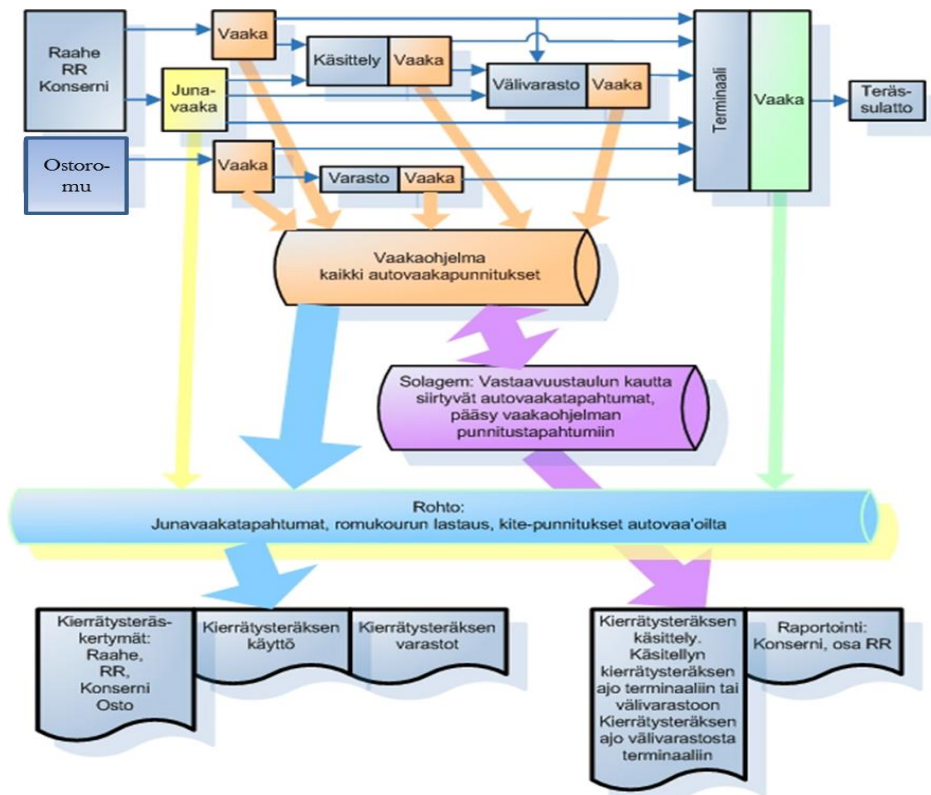 Raahe
RR
Konserni
Vaaka
Käsittely
Vaaka
Juna-
vaaka
Välivarasto
Vaaka
Terminaali
Vaaka
Teräs-
sulatto
Ostoro-
mu
Vaaka
Varasto
Vaaka
Vaakaohjelma
kaikki autovaakapunnitukset
Solagem: Vastaavuustaulun kautta
siirtyvät autovaakatapahtumat,
pääsy vaakaohjelman
punnitustapahtumiin
Rohto:
Junavaakatapahtumat, romukourun lastaus, kite-punnitukset autovaa'oilta
Kierrätysteräs-
kertymät:
Raahe,
RR,
Konserni
Osto
Kierrätysteräksen
käyttö
Kierrätysteräksen
varastot
Kierrätysteräksen
käsittely.
Käsitellyn
kierrätysteräksen
ajo terminaaliin tai
välivarastoon
Kierrätysteräksen
ajo välivarastosta
terminaaliin
Raportointi:
Konserni, osa RR